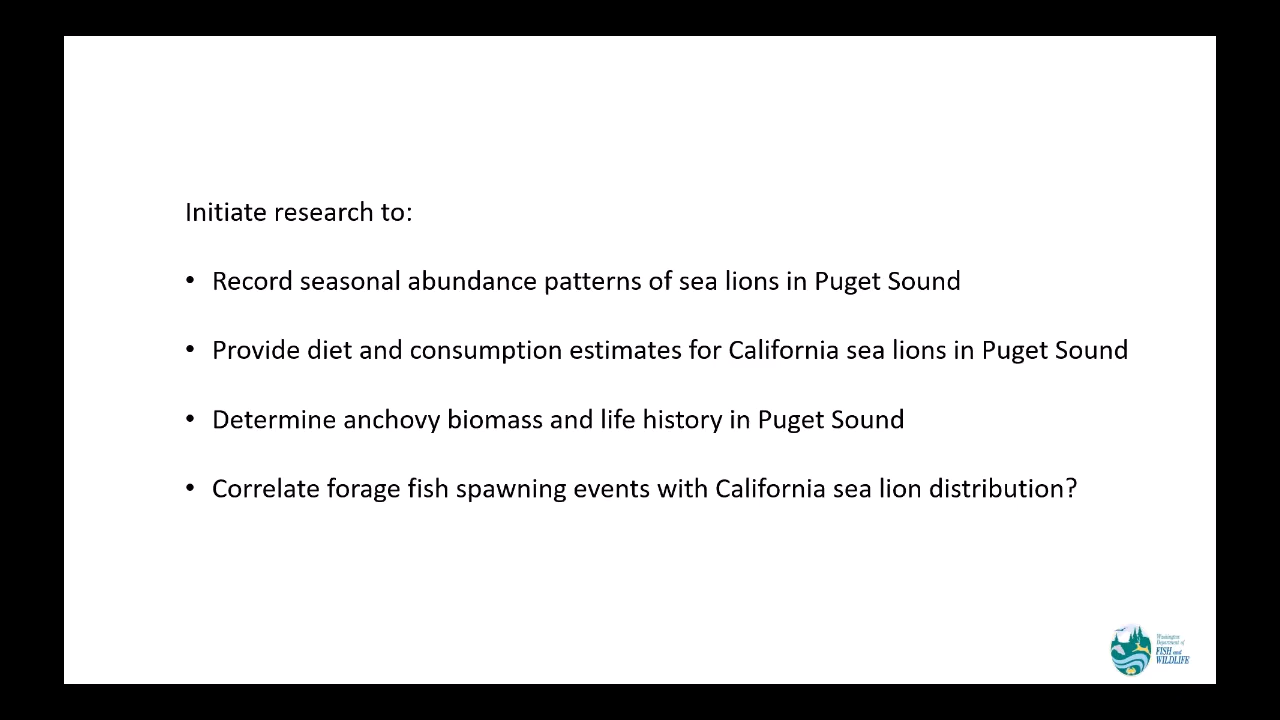 Initiate research to:
• Record seasonal abundance patterns of sea lions in Puget Sound
• Provide diet and consumption estimates for California sea lions in Puget Sound
• Determine anchovy biomass and life history in Puget Sound
• Correlate forage fish spawning events with California sea lion distribution?
Washington
Department of
FISH and
WILDLIFE